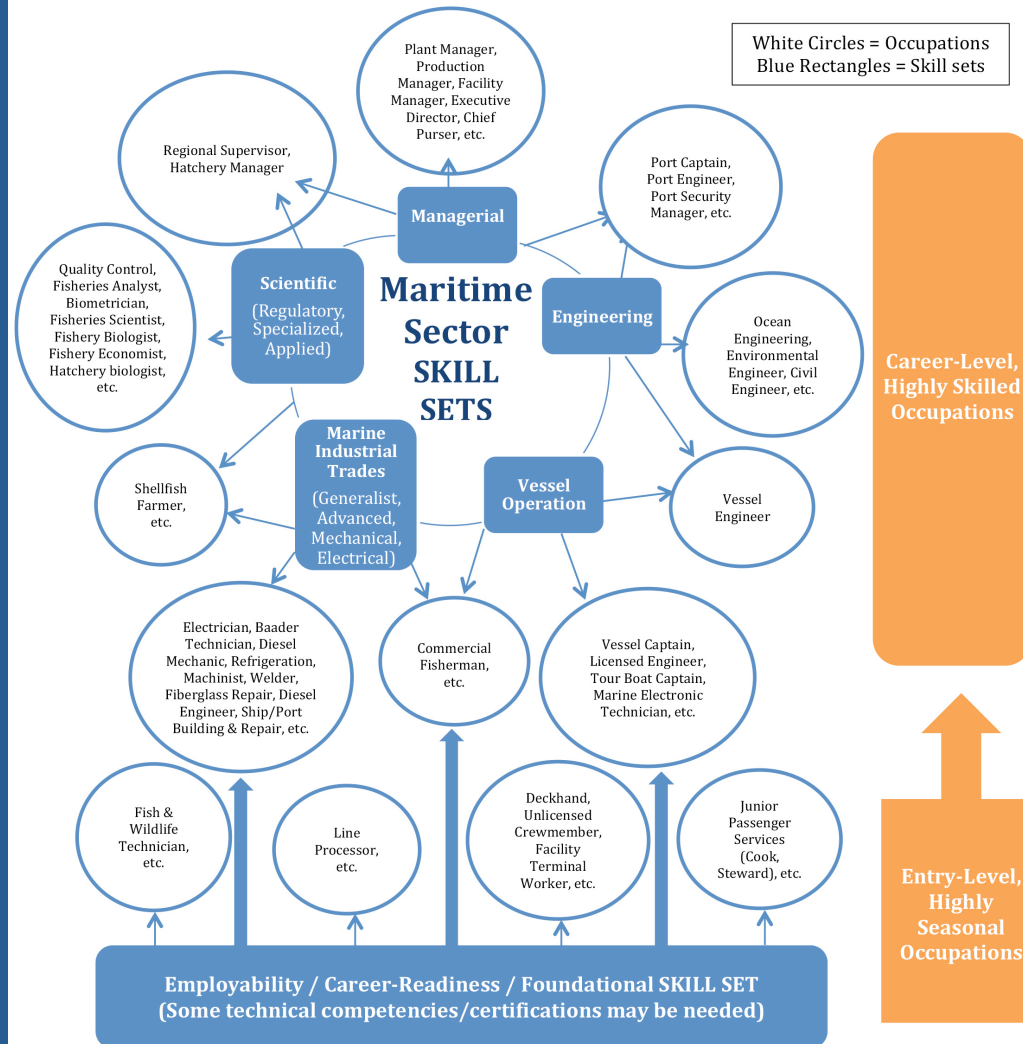 White Circles = Occupations
Blue Rectangles = Skill sets
Plant Manager,
Production
Manager, Facility
Manager, Executive
Director, Chief
Purser, etc.
Regional Supervisor,
Hatchery Manager
Port Captain,
Port Engineer,
Port Security
Manager, etc.
Managerial
Quality Control,
Fisheries Analyst,
Biometrician,
Fisheries Scientist,
Fishery Biologist,
Fishery Economist,
Hatchery biologist,
etc.
Scientific
(Regulatory,
Specialized,
Applied)
Maritime
Sector
SKILL
SETS
Engineering
Ocean
Engineering,
Environmental
Engineer, Civil
Engineer, etc.
Career-Level,
Highly Skilled
Occupations
Shellfish
Farmer,
etc.
Marine
Industrial
Trades
(Generalist,
Advanced,
Mechanical,
Electrical)
Vessel
Operation
Vessel
Engineer
Electrician, Baader
Technician, Diesel
Mechanic, Refrigeration,
Machinist, Welder,
Fiberglass Repair, Diesel
Engineer, Ship/Port
Building & Repair, etc.
Commercial
Fisherman,
etc.
Vessel Captain,
Licensed Engineer,
Tour Boat Captain,
Marine Electronic
Technician, etc.
Fish &
Wildlife
Technician,
etc.
Line
Processor,
etc.
Deckhand,
Unlicensed
Crewmember,
Facility
Terminal
Worker, etc.
Junior
Passenger
Services
(Cook,
Steward), etc.
Entry-Level,
Highly
Seasonal
Occupations
Employability / Career-Readiness / Foundational SKILL SET
(Some technical competencies/certifications may be needed)